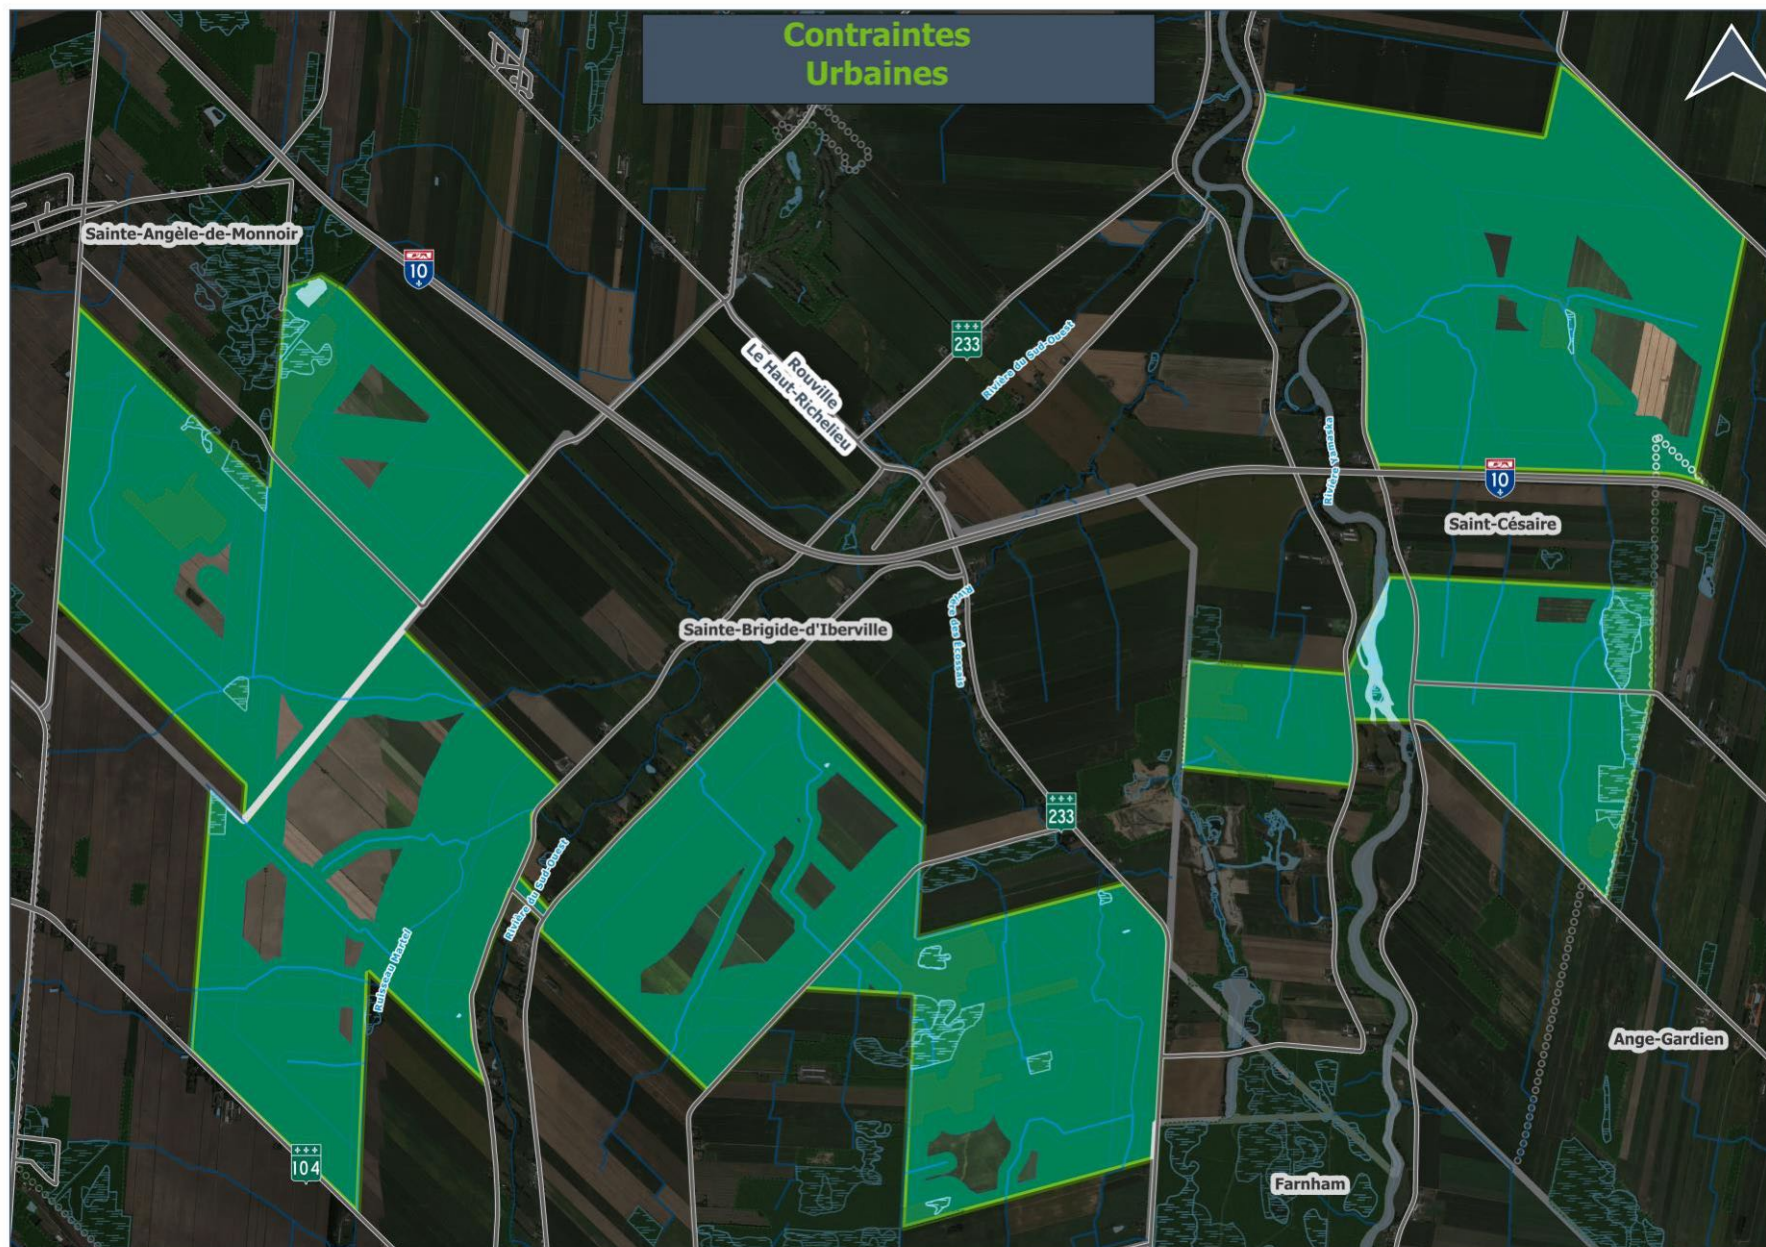 Contraintes
Urbaines
Sainte-Angèle-de-Monnoir
10
233
Rivière du Sud-Ouest
Rouville
Le Haut-Richelieu
Rivière Yamaska
10
Saint-Césaire
Sainte-Brigide-d'Iberville
Rivière des Écossais
233
Rivière du Sud-Ouest
Ruisseau Martel
Ange-Gardien
104
Farnham